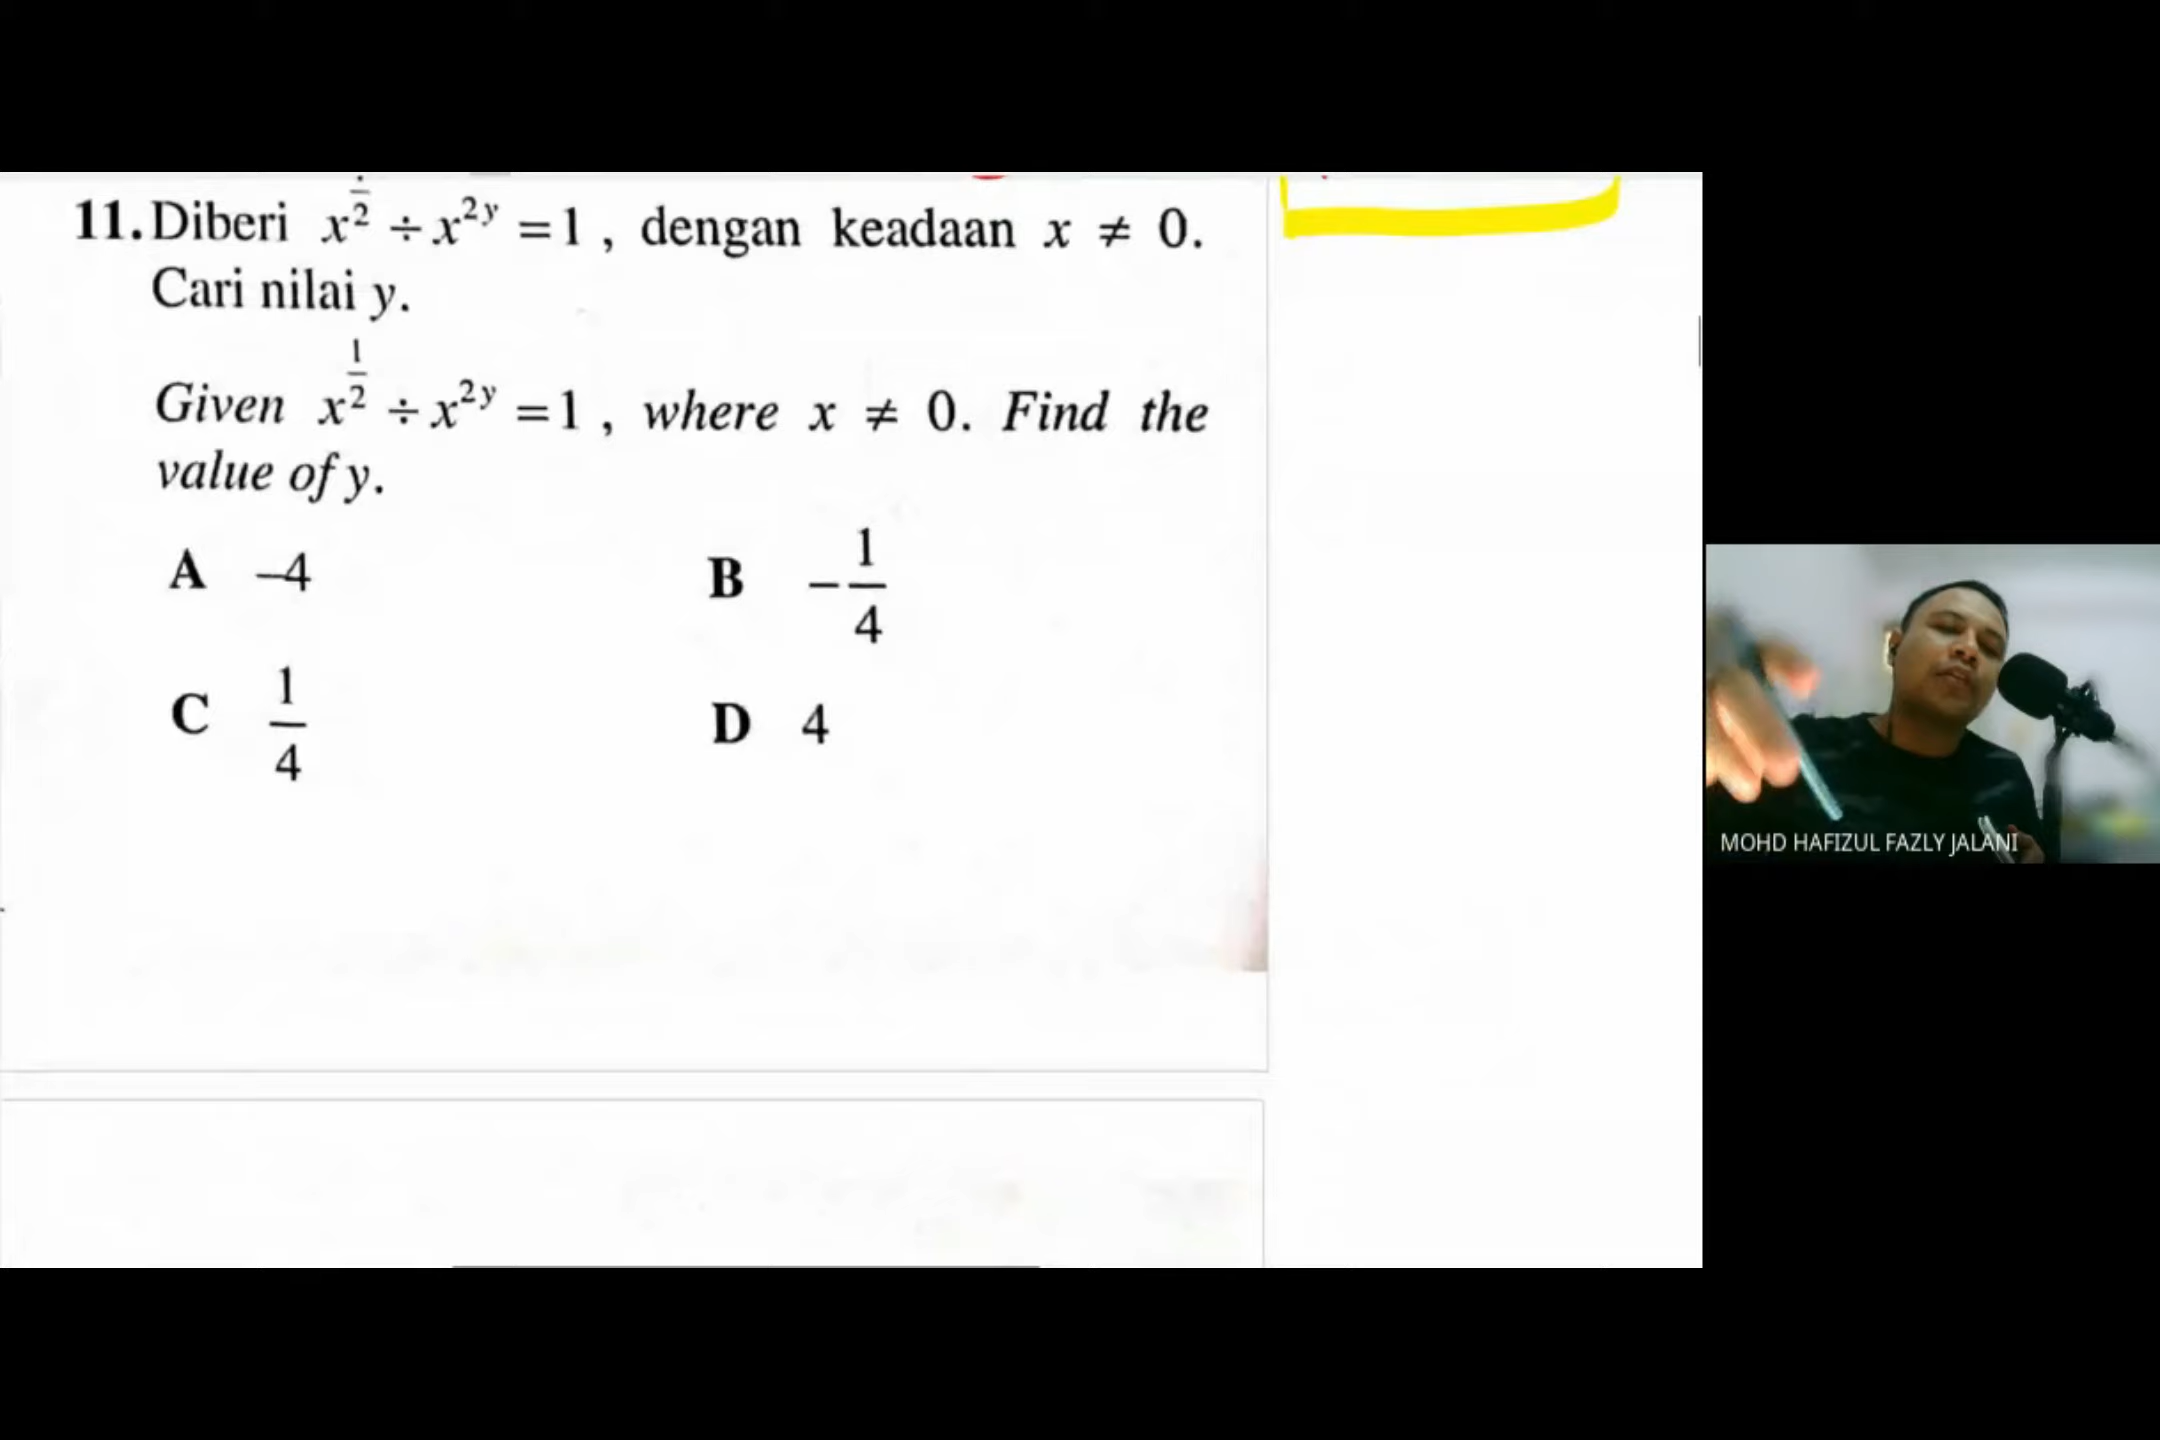 11. Diberi x^{1/2} ÷ x^{2y} = 1 , dengan keadaan x ≠ 0.
Cari nilai y.
Given x^{1/2} ÷ x^{2y} = 1 , where x ≠ 0. Find the
value of y.
A –4
B –1/4
C 1/4
D 4
MOHD HAFIZUL FAZLY JALANI